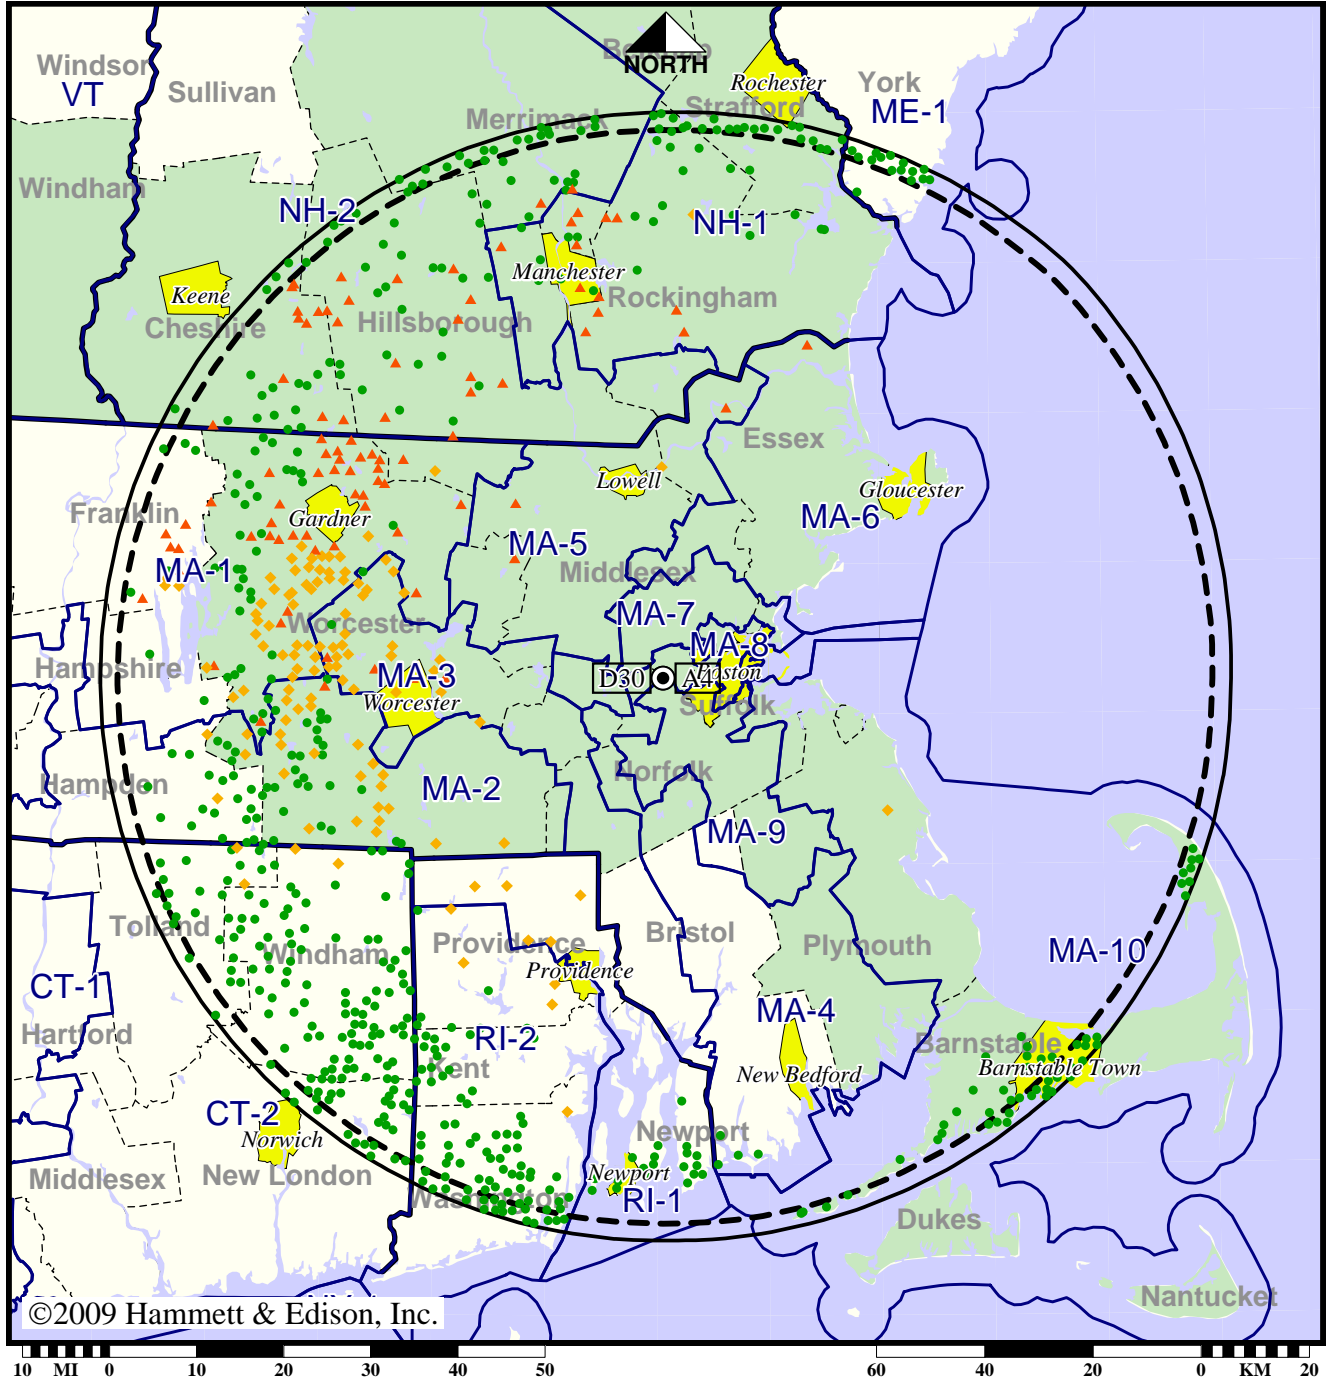 NORTH
Rochester
Windsor
VT
Sullivan
York
ME-1
Strafford
Merrimack
Windham
NH-2
NH-1
Manchester
Keene
Cheshire
Hillsborough
Rockingham
Essex
Lowell
Gloucester
MA-6
Franklin
Gardner
MA-5
MA-1
Middlesex
MA-7
Worcester
MA-8
Boston
Hampshire
MA-3
D30
A4
Worcester
Suffolk
Hampden
Norfolk
MA-2
MA-9
Tolland
Windham
Providence
Bristol
Plymouth
MA-10
Providence
CT-1
MA-4
Hartford
RI-2
Barnstable
Kent
New Bedford
Barnstable Town
CT-2
Norwich
Newport
Middlesex
New London
Newport
Washington
RI-1
Dukes
Nantucket
©2009 Hammett & Edison, Inc.
10 MI 0 10 20 30 40 50 60 40 20 0 KM 20